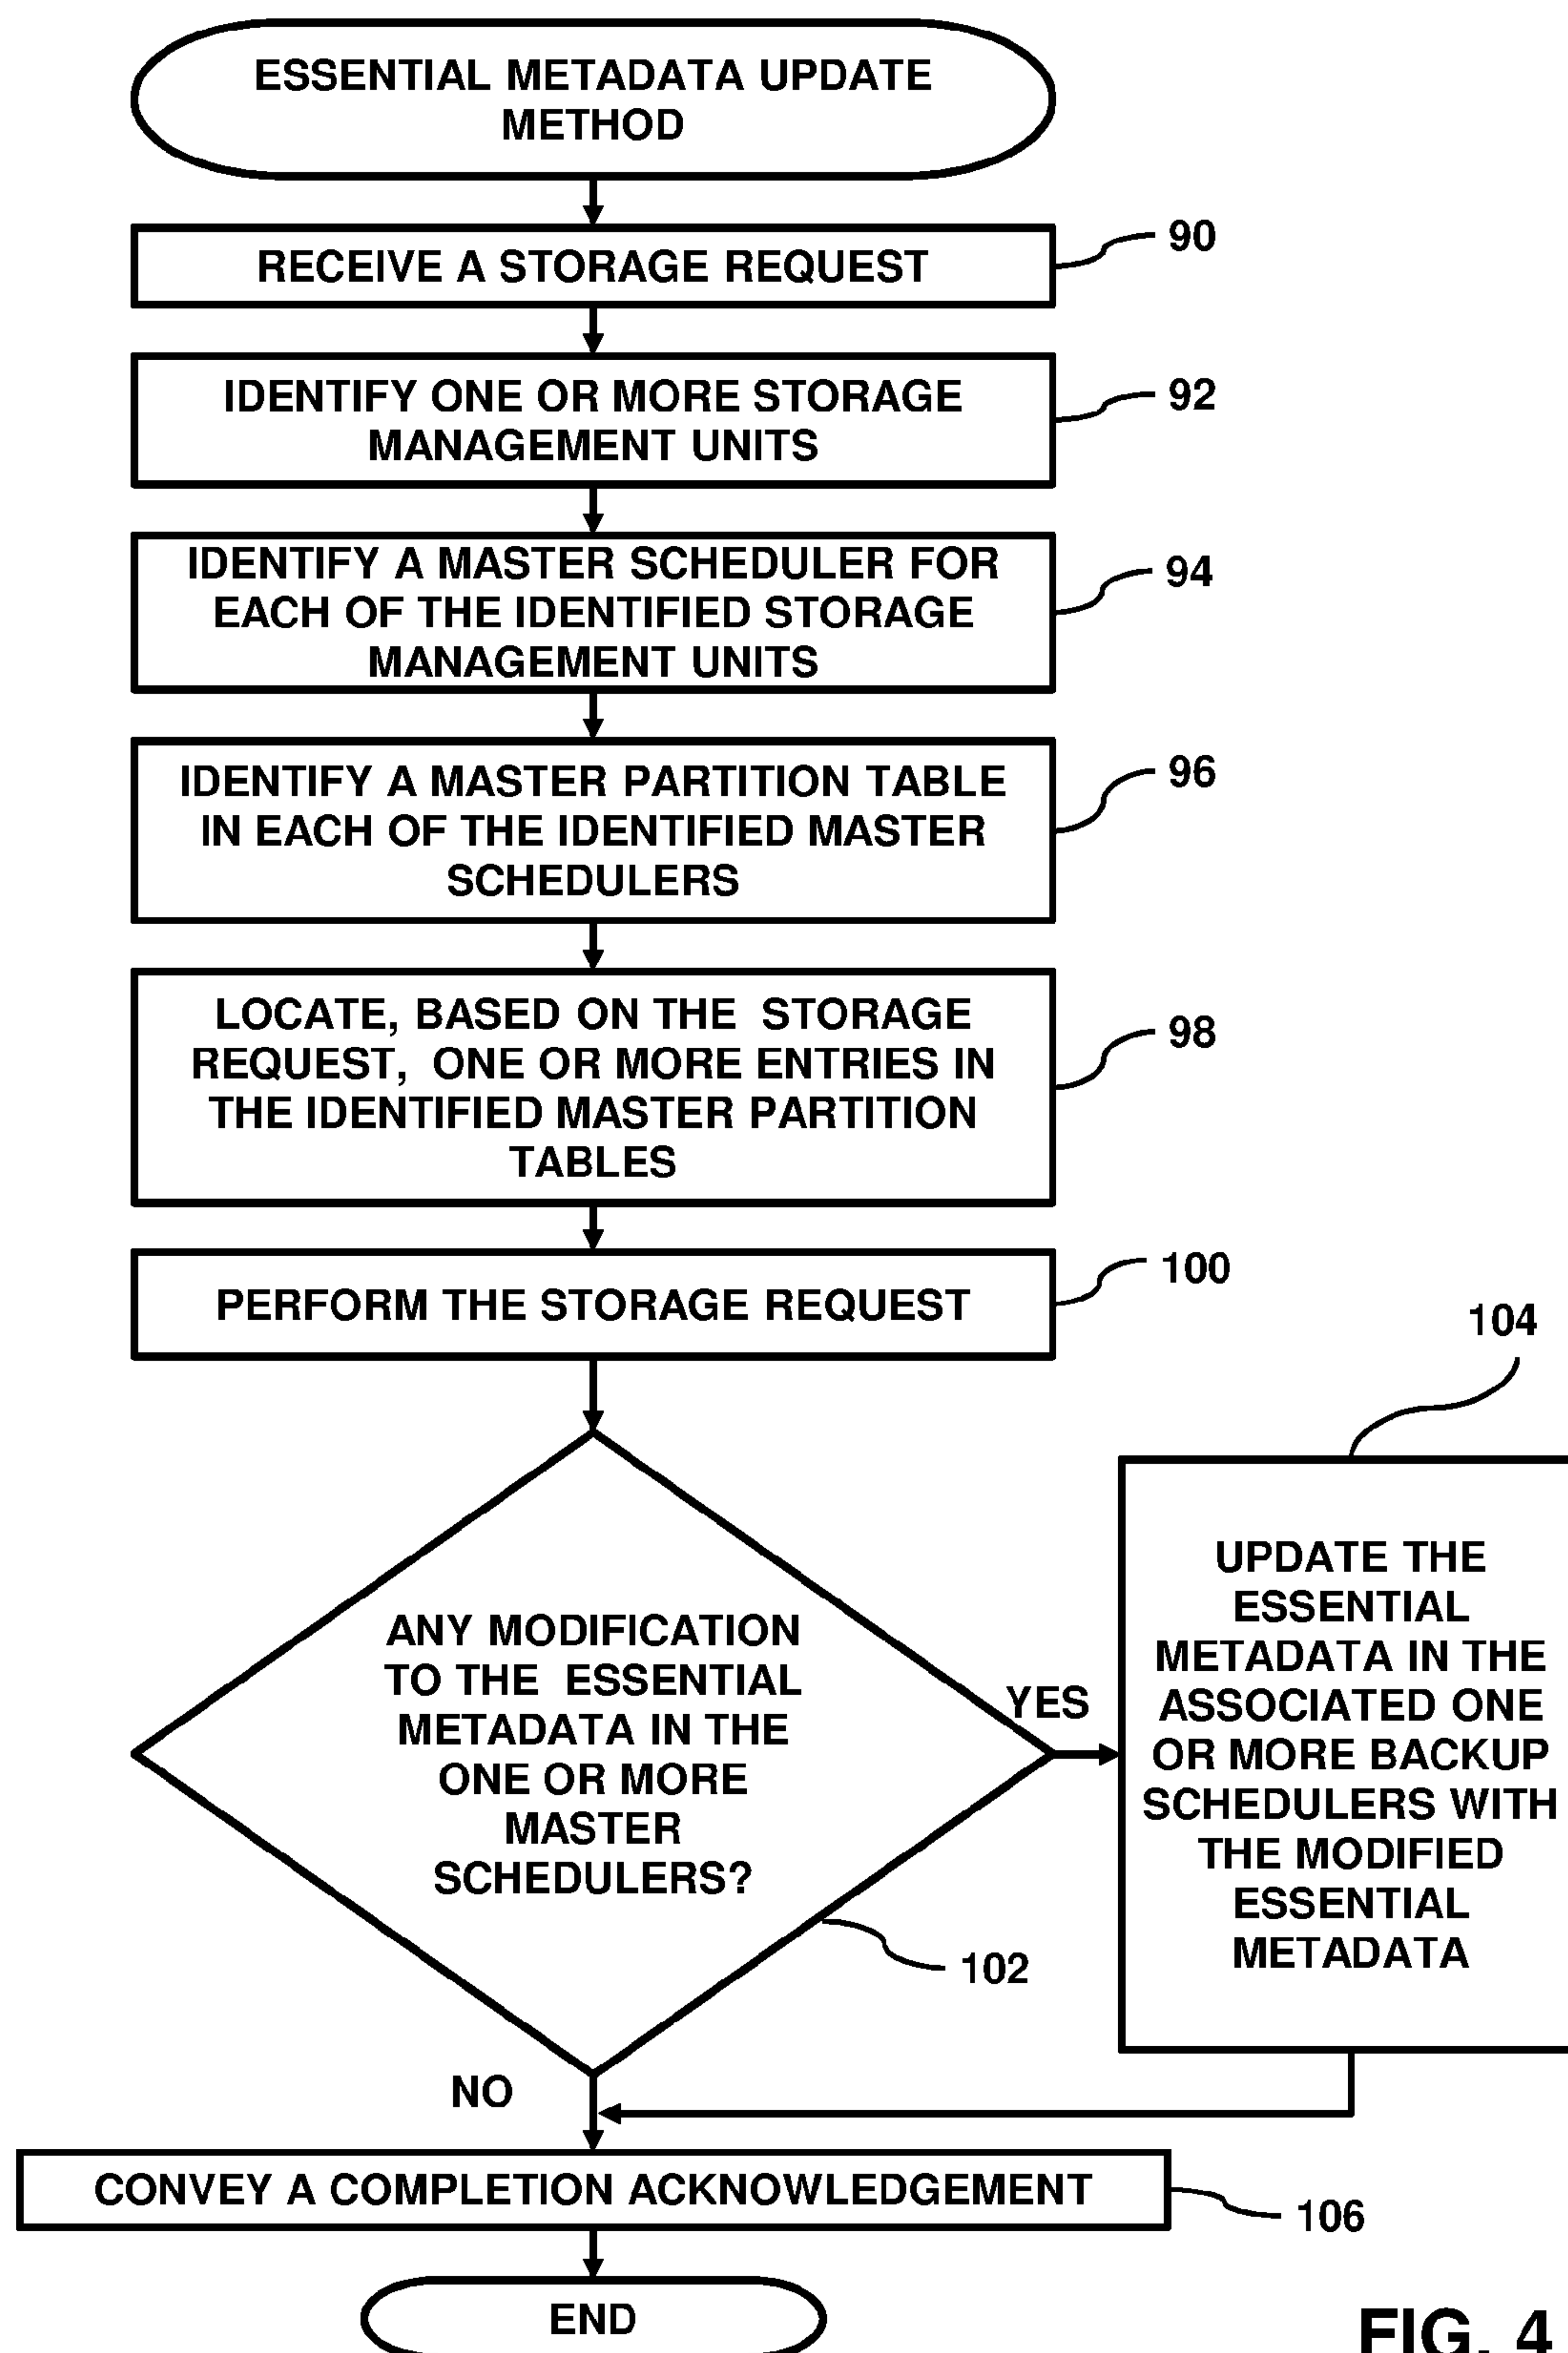 ESSENTIAL METADATA UPDATE
METHOD
RECEIVE A STORAGE REQUEST
90
IDENTIFY ONE OR MORE STORAGE
MANAGEMENT UNITS
92
IDENTIFY A MASTER SCHEDULER FOR
EACH OF THE IDENTIFIED STORAGE
MANAGEMENT UNITS
94
IDENTIFY A MASTER PARTITION TABLE
IN EACH OF THE IDENTIFIED MASTER
SCHEDULERS
96
LOCATE, BASED ON THE STORAGE
REQUEST, ONE OR MORE ENTRIES IN
THE IDENTIFIED MASTER PARTITION
TABLES
98
PERFORM THE STORAGE REQUEST
100
ANY MODIFICATION
TO THE ESSENTIAL
METADATA IN THE
ONE OR MORE
MASTER
SCHEDULERS?
102
YES
104
UPDATE THE
ESSENTIAL
METADATA IN THE
ASSOCIATED ONE
OR MORE BACKUP
SCHEDULERS WITH
THE MODIFIED
ESSENTIAL
METADATA
NO
CONVEY A COMPLETION ACKNOWLEDGEMENT
106
END
FIG. 4